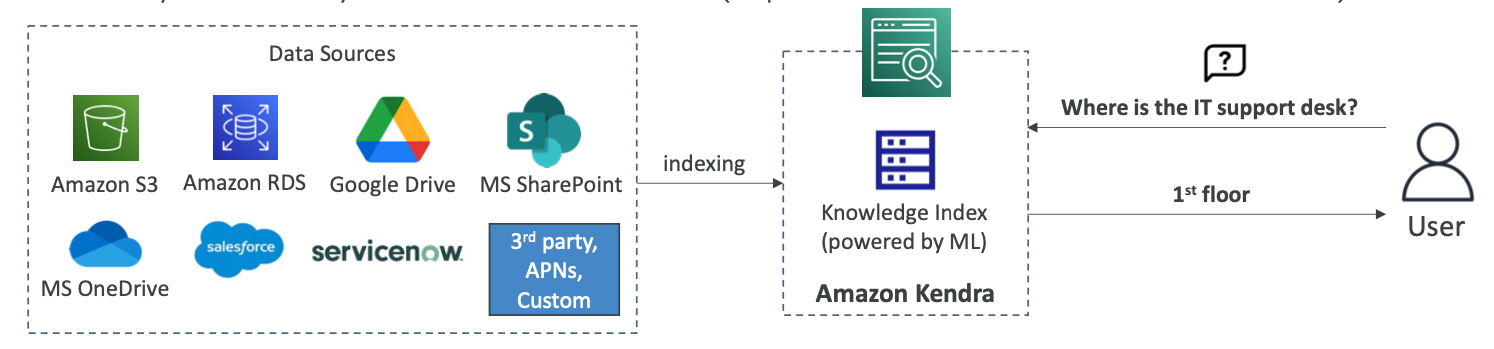 Data Sources
Amazon S3
Amazon RDS
Google Drive
S
MS SharePoint
MS OneDrive
salesforce
servicenow
3rd party,
APNs,
Custom
indexing
Knowledge Index
(powered by ML)
Amazon Kendra
?
Where is the IT support desk?
1st floor
User